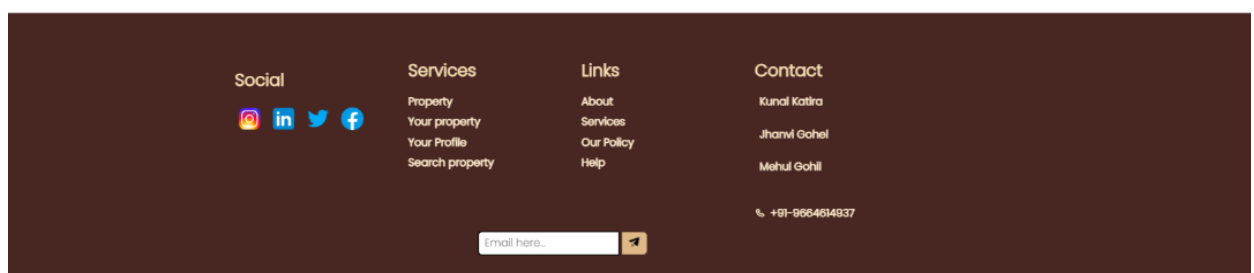 Social
Services
Property
Your property
Your Profile
Search property
Links
About
Services
Our Policy
Help
Contact
Kunal Katira
Jhanvi Gohel
Mehul Gohil
+91-9664614937
Email here...